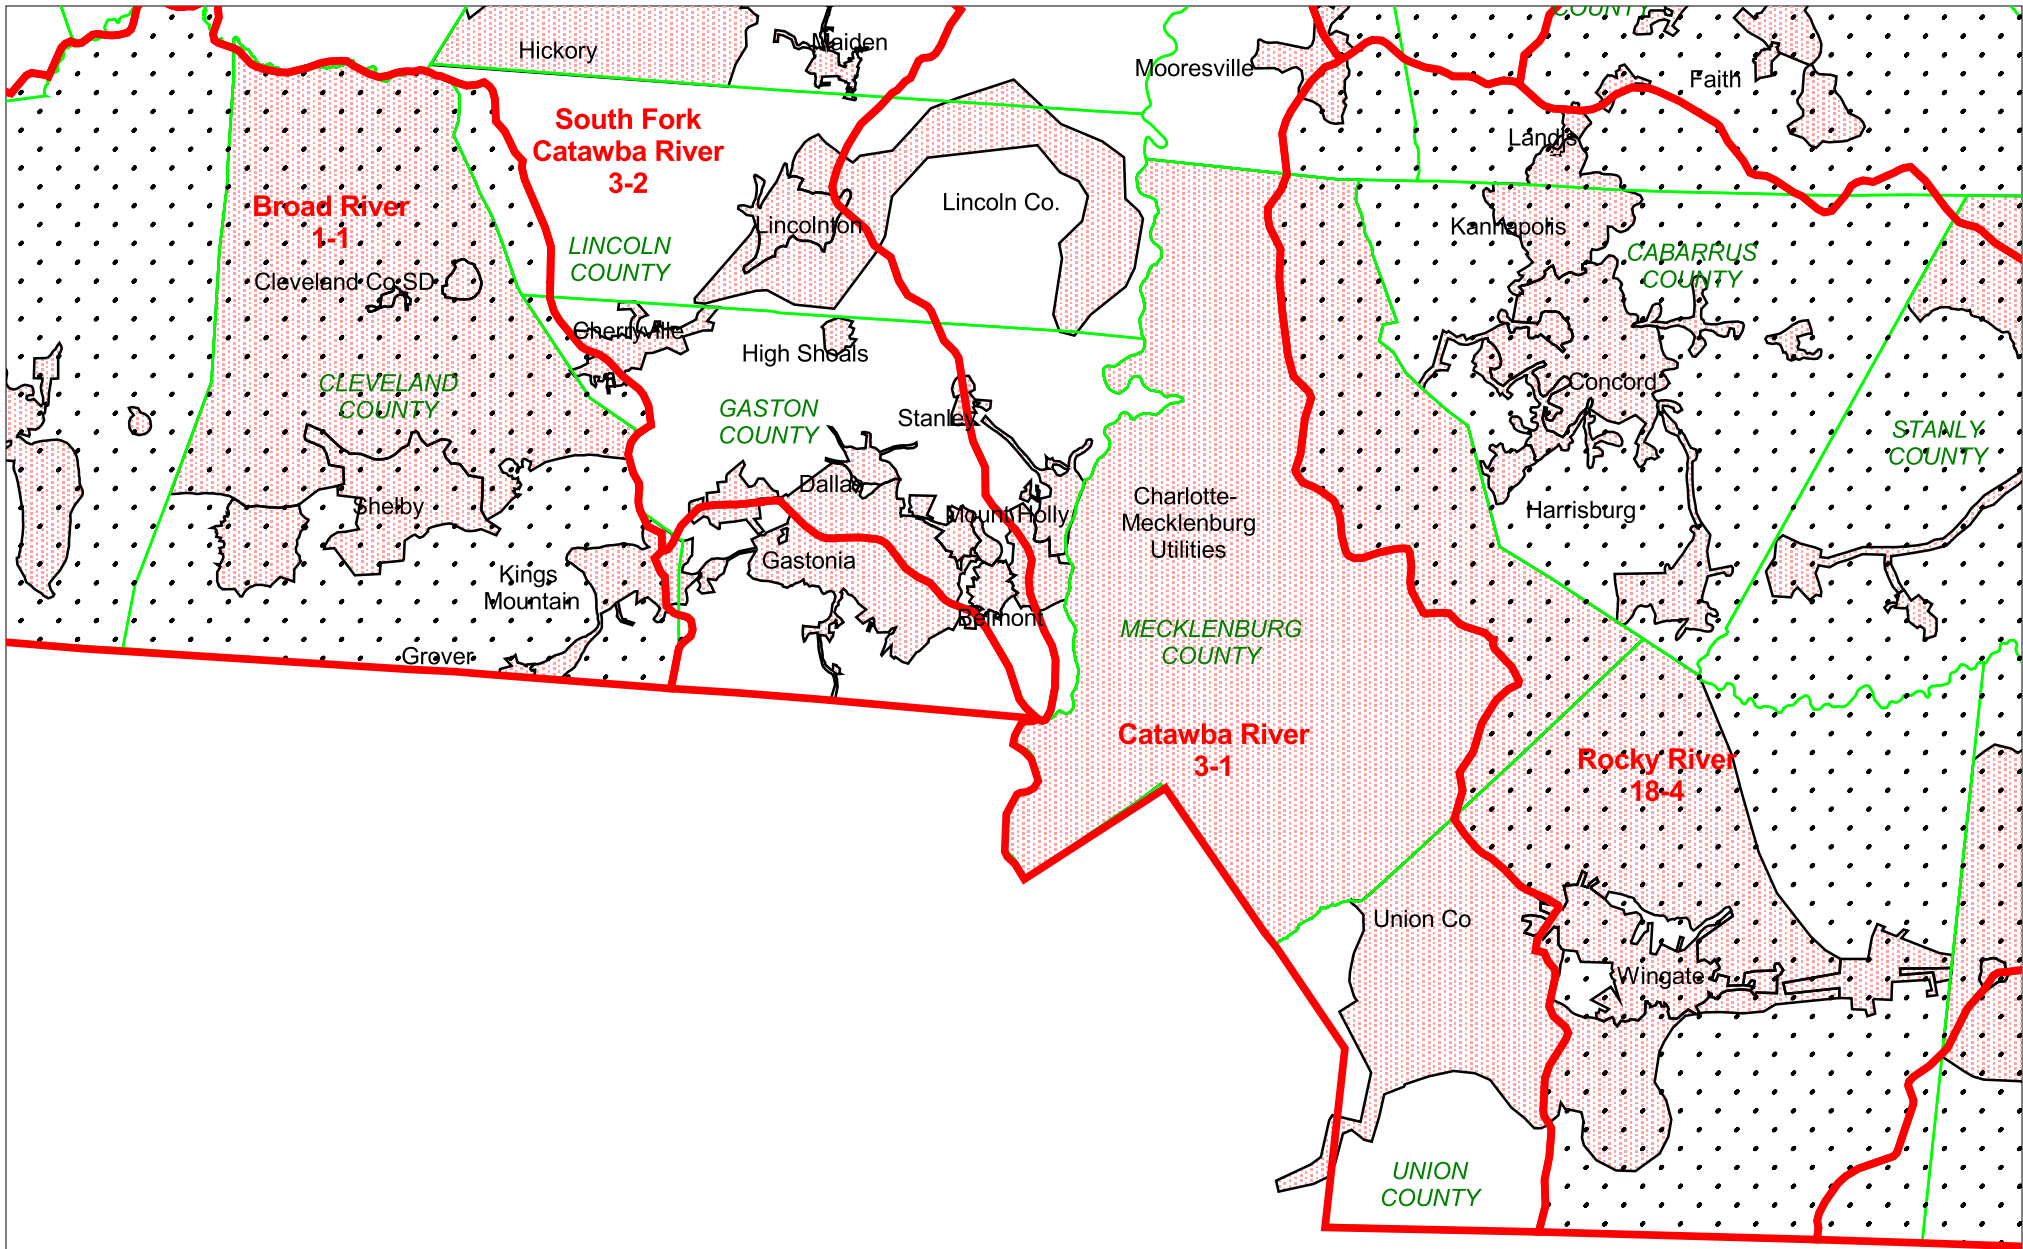 COUNTY
Hickory
Maiden
Mooresville
Faith
South Fork
Catawba River
3-2
Landis
Broad River
1-1
Lincolnton
Lincoln Co.
Kannapolis
LINCOLN
COUNTY
CABARRUS
COUNTY
Cleveland Co SD
Cherryville
High Shoals
CLEVELAND
COUNTY
Concord
GASTON
COUNTY
Stanley
STANLY
COUNTY
Dallas
Shelby
Mount Holly
Charlotte-
Mecklenburg
Utilities
Harrisburg
Gastonia
Kings
Mountain
Belmont
MECKLENBURG
COUNTY
Grover
Catawba River
3-1
Rocky River
18-4
Union Co
Wingate
UNION
COUNTY